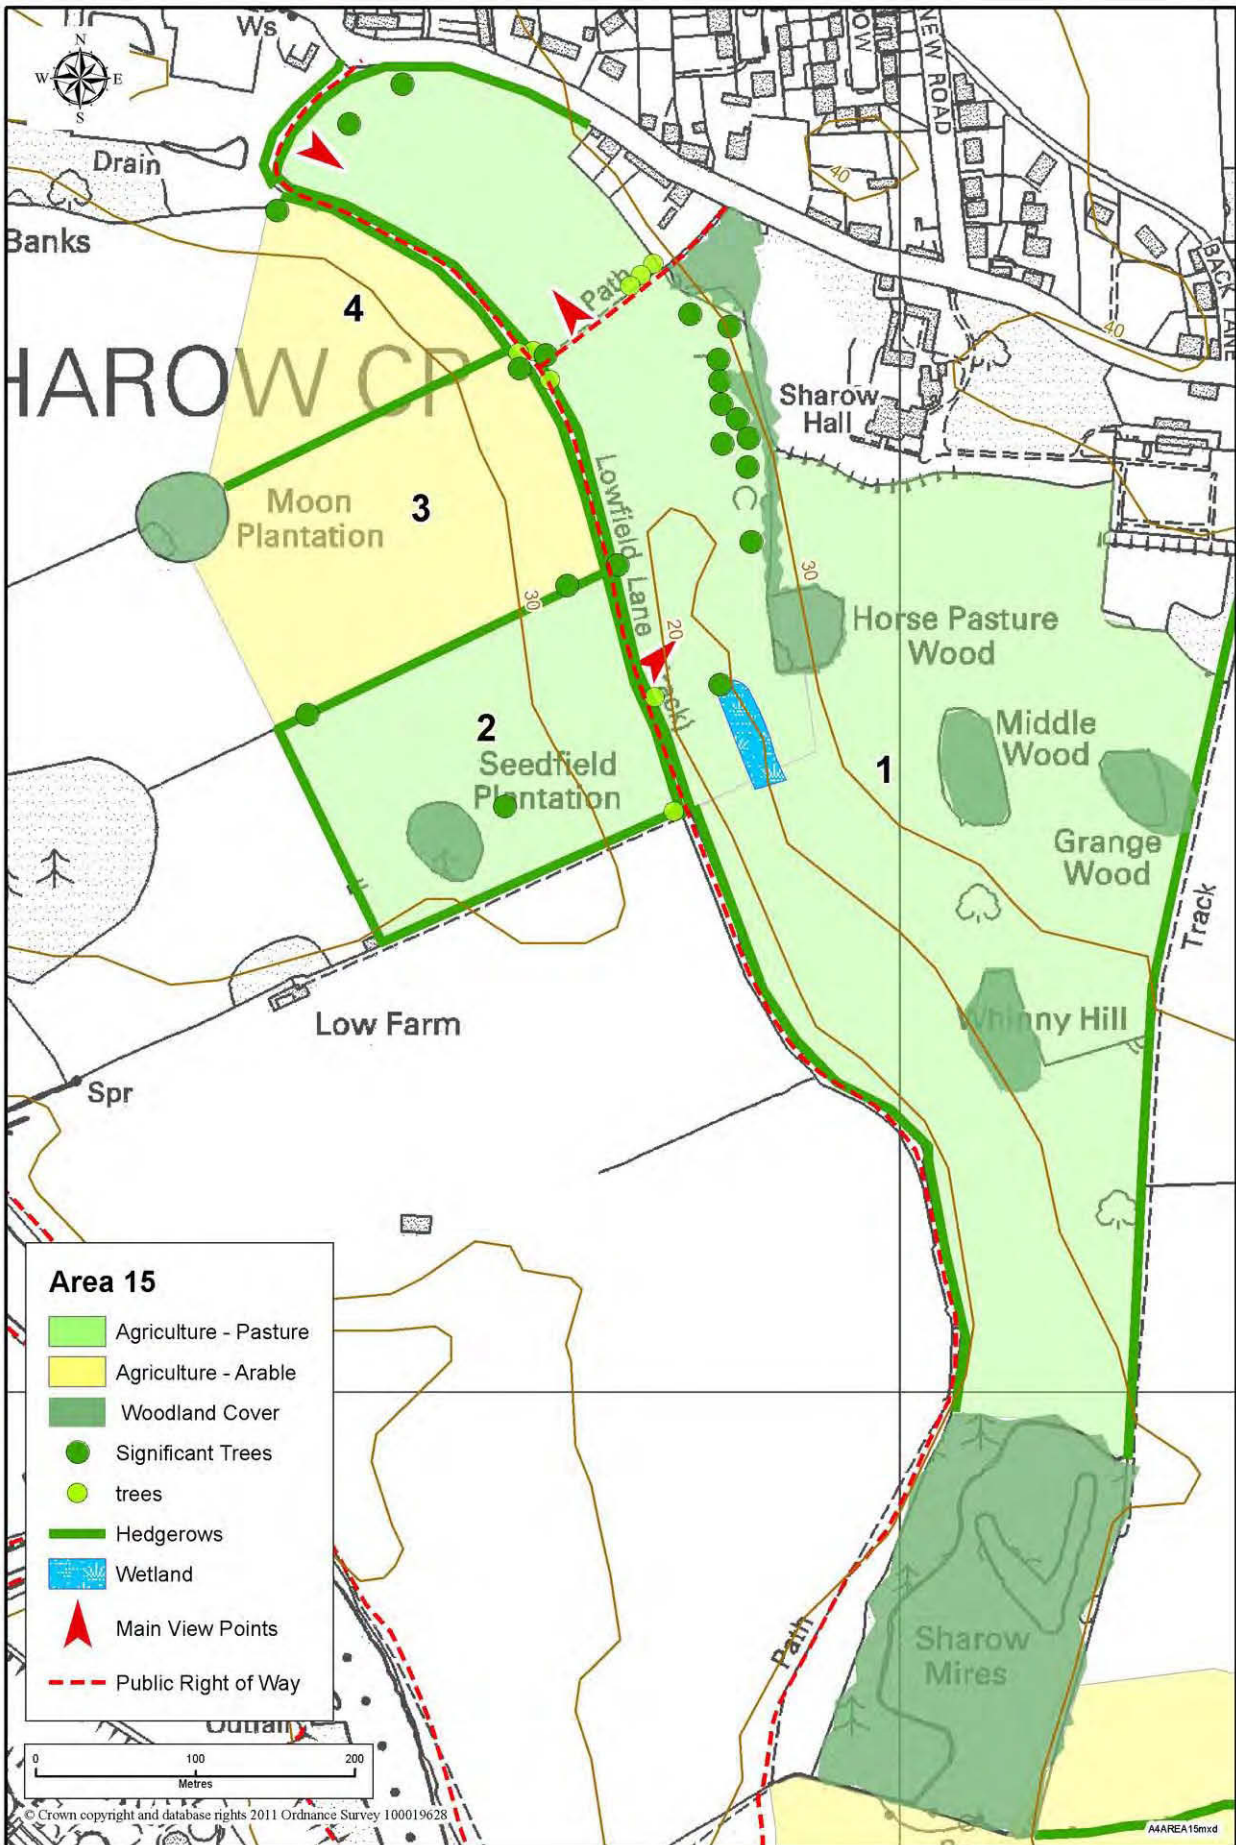 Ws
N
W E
S
Drain
Banks
NEW ROAD
BACK LANE
40
40
4
Path
HAROW CP
Sharow
Hall
Moon
Plantation
3
Lowfield Lane
30
30
20
Horse Pasture
Wood
2
Seedfield
Plantation
1
Middle
Wood
Grange
Wood
Track
Low Farm
Whinny Hill
Spr
Area 15
Agriculture - Pasture
Agriculture - Arable
Woodland Cover
Significant Trees
trees
Hedgerows
Wetland
Main View Points
Public Right of Way
Path
Sharow
Mires
Outfall
0 100 200
Metres
© Crown copyright and database rights 2011 Ordnance Survey 100019628
A4AREA15mxd